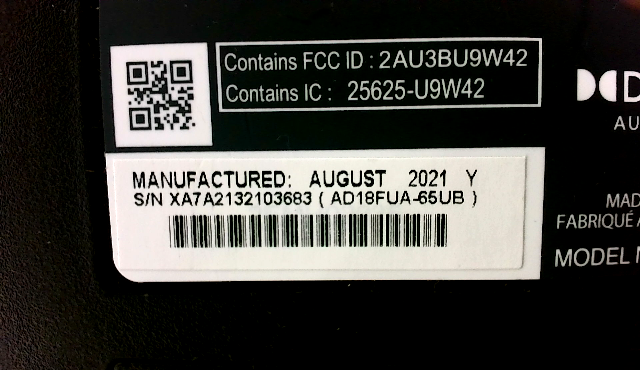 Contains FCC ID : 2AU3BU9W42
Contains IC : 25625-U9W42
AU
MANUFACTURED: AUGUST 2021 Y
S/N XA7A2132103683 ( AD18FUA-65UB )
MAD
FABRIQUÉ A
MODEL N